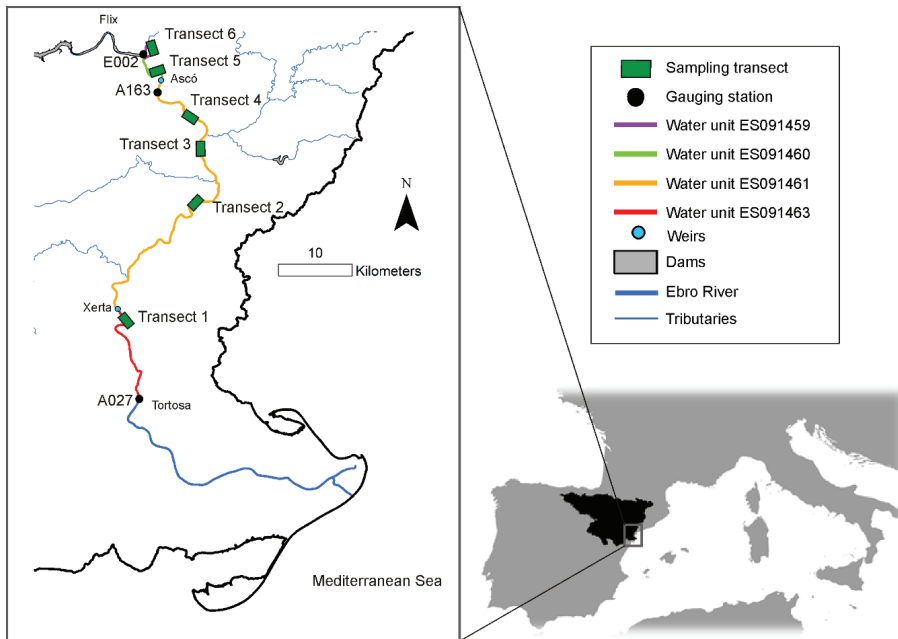 Flix
Transect 6
E002
Transect 5
Ascó
A163
Transect 4
Transect 3
Transect 2
N
10
Kilometers
Xerta
Transect 1
A027
Tortosa
Mediterranean Sea
Sampling transect
Gauging station
Water unit ES091459
Water unit ES091460
Water unit ES091461
Water unit ES091463
Weirs
Dams
Ebro River
Tributaries